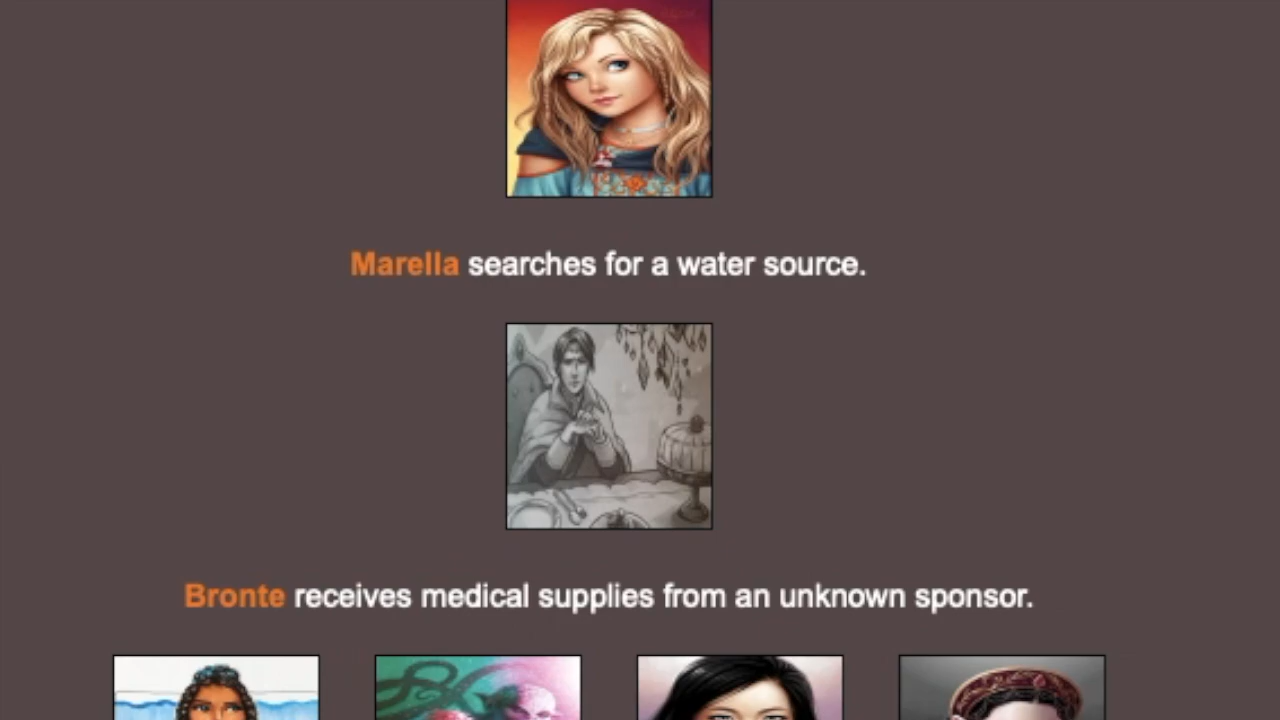 Marella searches for a water source.
Bronte receives medical supplies from an unknown sponsor.